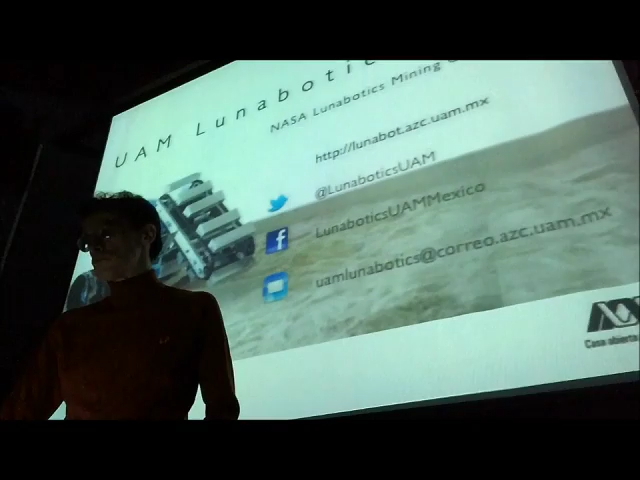 UAM Lunabotic
NASA Lunabotics Mining
http://lunabot.azc.uam.mx
@LunaboticsUAM
LunaboticsUAMMexico
uamlunabotics@correo.azc.uam.mx
Casa abierta